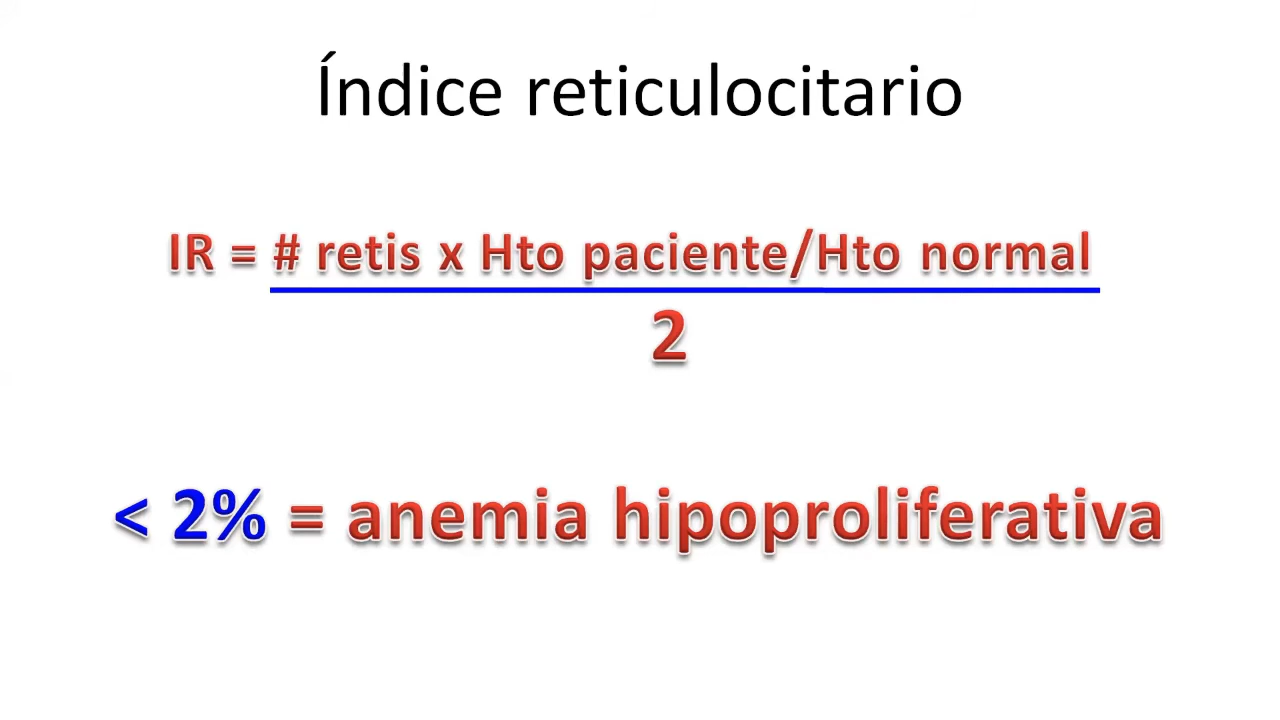 Índice reticulocitario
IR = # retis x Hto paciente/Hto normal
2
< 2% = anemia hipoproliferativa